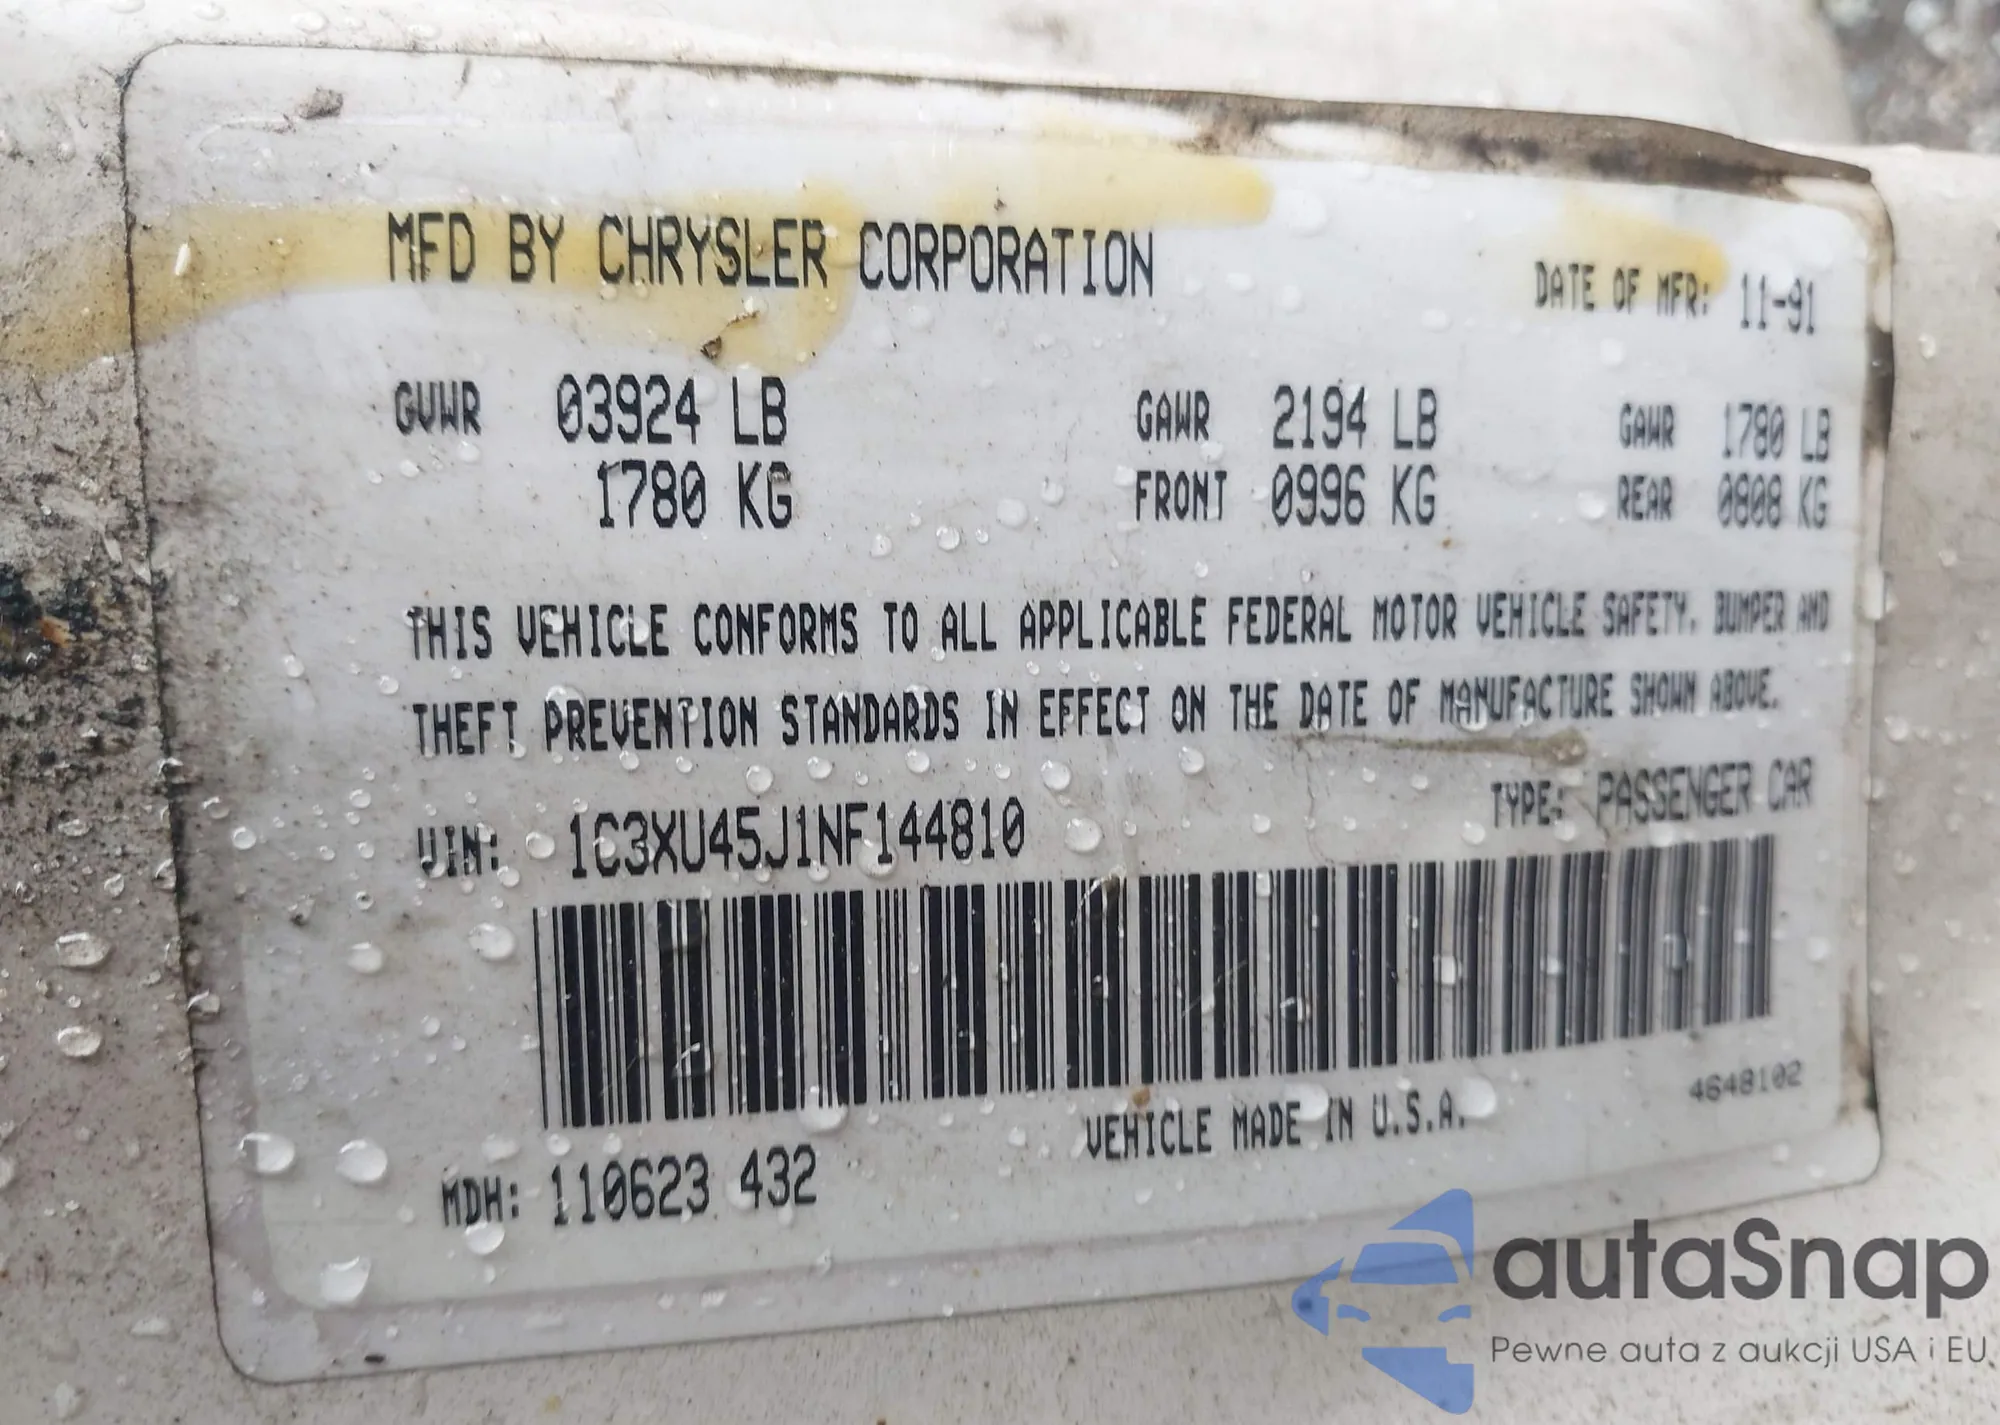 MFD BY CHRYSLER CORPORATION
DATE OF MFR: 11-91
GVWR 03924 LB GAWR 2194 LB GAWR 1780 LB
1780 KG FRONT 0996 KG REAR 0808 KG
THIS VEHICLE CONFORMS TO ALL APPLICABLE FEDERAL MOTOR VEHICLE SAFETY, BUMPER AND
THEFT PREVENTION STANDARDS IN EFFECT ON THE DATE OF MANUFACTURE SHOWN ABOVE.
VIN: 1C3XU45J1NF144810 TYPE: PASSENGER CAR
4648102
VEHICLE MADE IN U.S.A.
MDH: 110623 432
autaSnap
Pewne auta z aukcji USA i EU